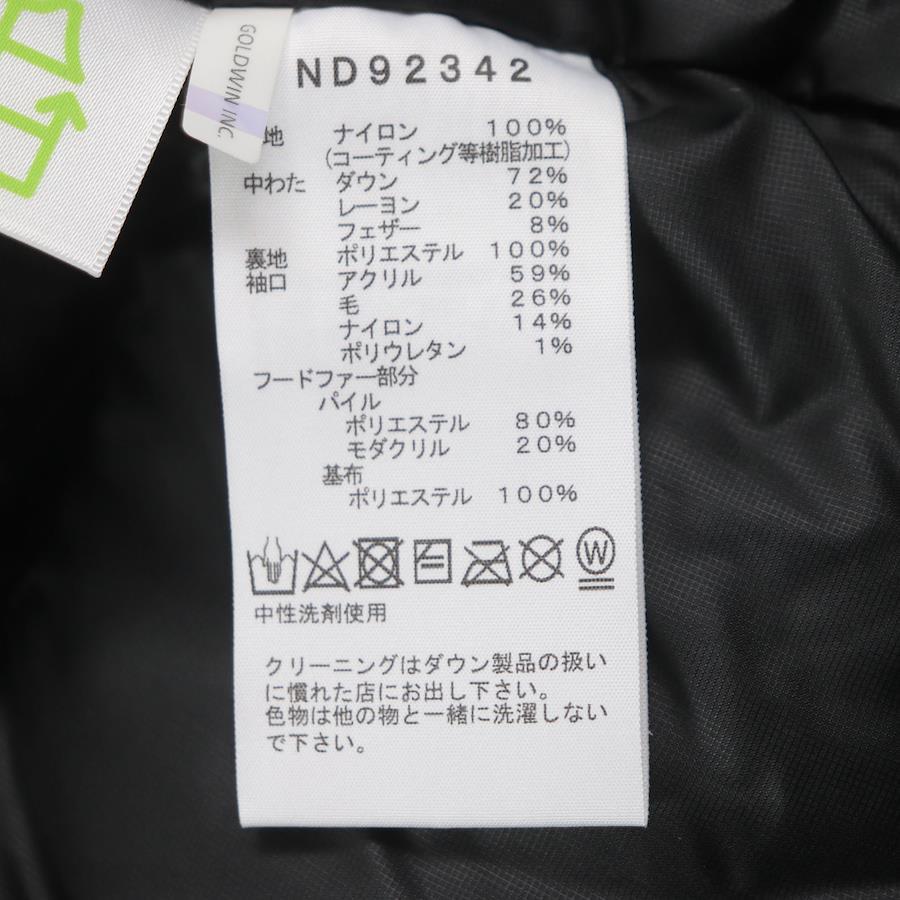 GOLDWIN INC
ND92342
地 ナイロン 100%
(コーティング等樹脂加工)
中わた ダウン 72%
レーヨン 20%
フェザー 8%
裏地 ポリエステル 100%
袖口 アクリル 59%
毛 26%
ナイロン 14%
ポリウレタン 1%
フードファー部分
パイル
ポリエステル 80%
モダクリル 20%
基布
ポリエステル 100%
W
中性洗剤使用
クリーニングはダウン製品の扱い
に慣れた店にお出し下さい。
色物は他の物と一緒に洗濯しない
で下さい。